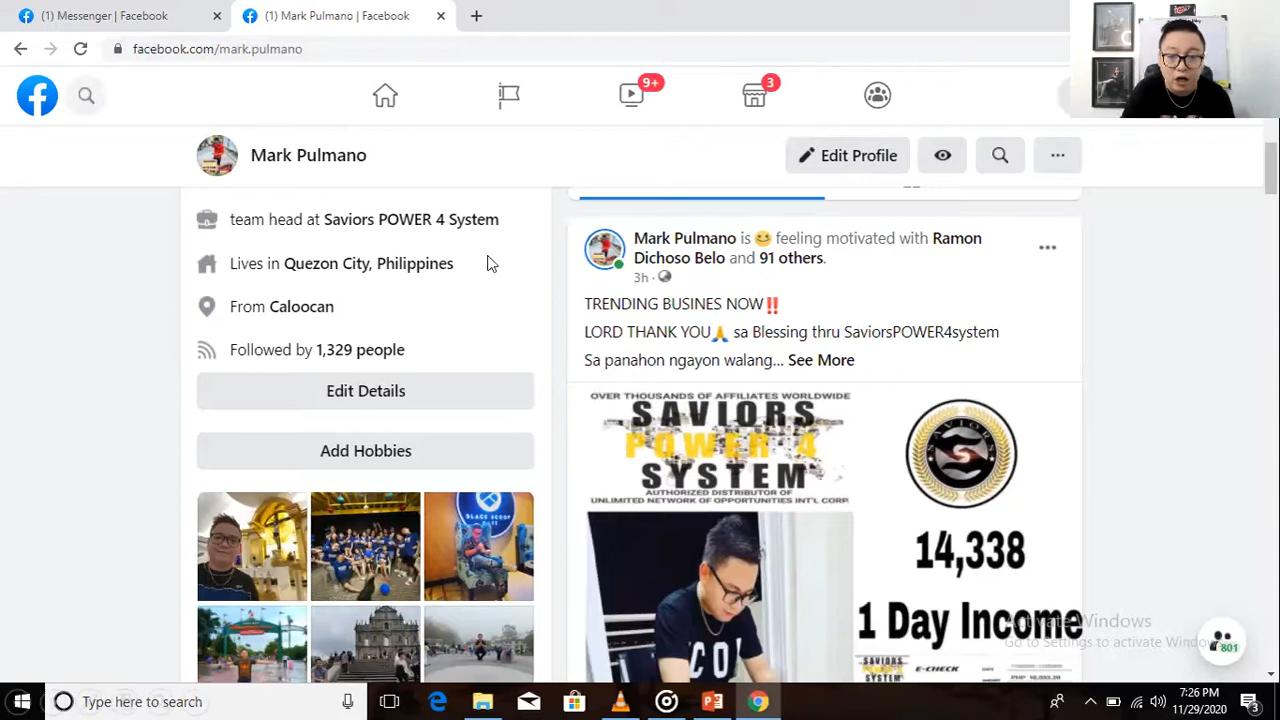 (1) Messenger | Facebook
(1) Mark Pulmano | Facebook
facebook.com/mark.pulmano
9+
3
Mark Pulmano
Edit Profile
team head at Saviors POWER 4 System
Lives in Quezon City, Philippines
From Caloocan
Followed by 1,329 people
Edit Details
Add Hobbies
Mark Pulmano is 😆 feeling motivated with Ramon
Dichoso Belo and 91 others.
3h ·
TRENDING BUSINES NOW‼️
LORD THANK YOU🙏 sa Blessing thru SaviorsPOWER4system
Sa panahon ngayon walang... See More
OVER THOUSANDS OF AFFILIATES WORLDWIDE
SAVIORS
POWER 4
SYSTEM
AUTHORIZED DISTRIBUTOR OF
UNLIMITED NETWORK OF OPPORTUNITIES INT'L CORP.
SAVIORS
14,338
1 Day Income
SAVIORS
E-CHECK
Activate Windows
Go to Settings to activate Windows
801
Type here to search
7:26 PM
11/29/2020
3